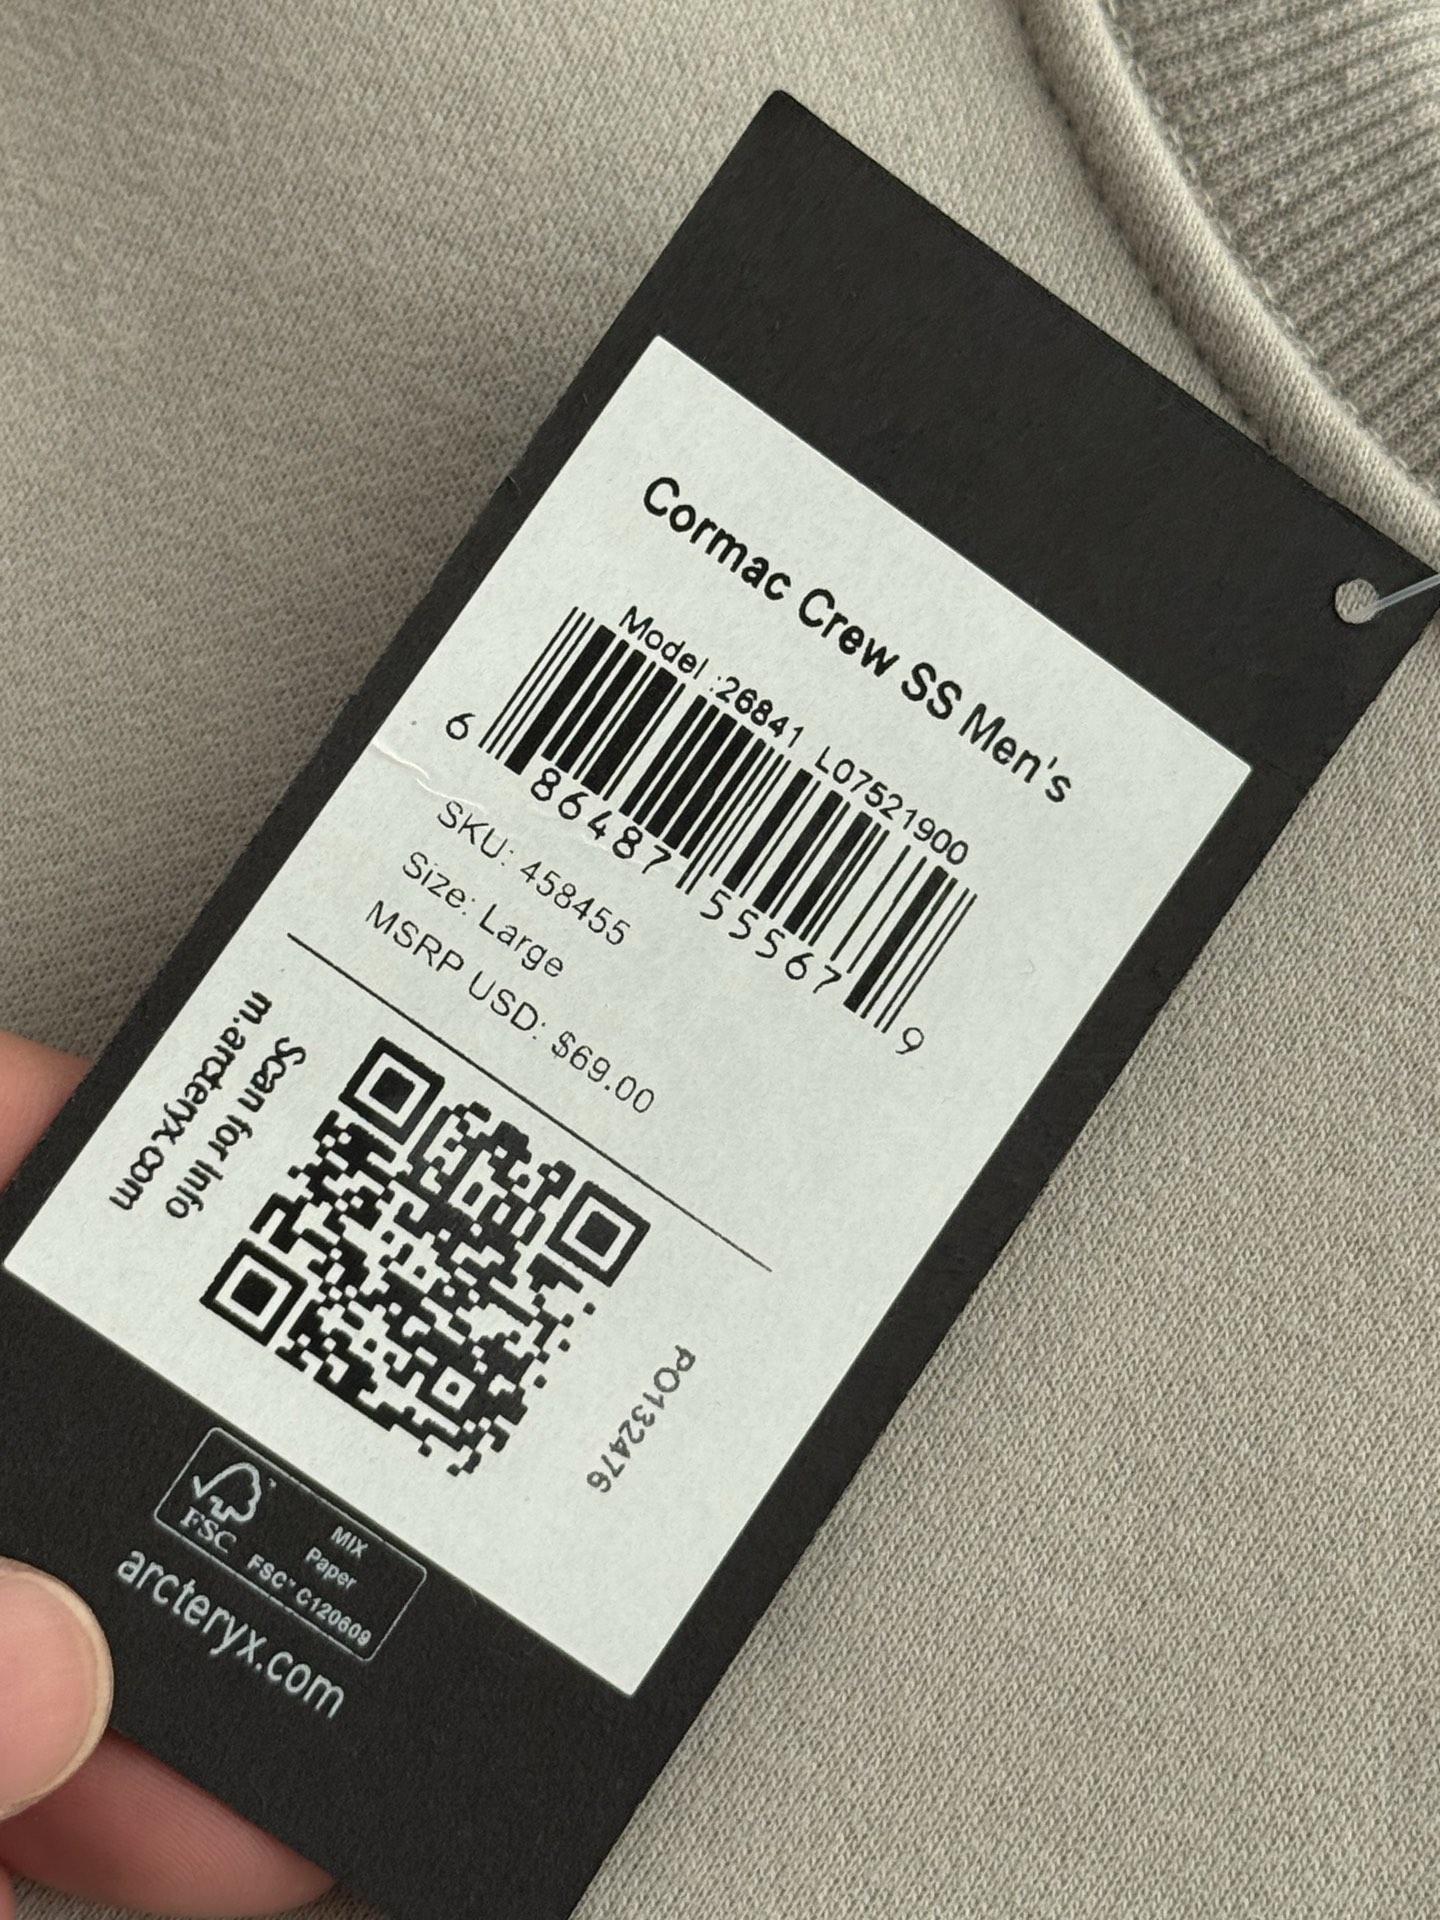 Cormac Crew SS Men's
Model :26841 L07521900
6 86487 55567 9
SKU: 458455
Size: Large
MSRP USD: $69.00
Scan for Info
m.arcteryx.com
PO132476
FSC
MIX
Paper
FSC™ C120609
arcteryx.com